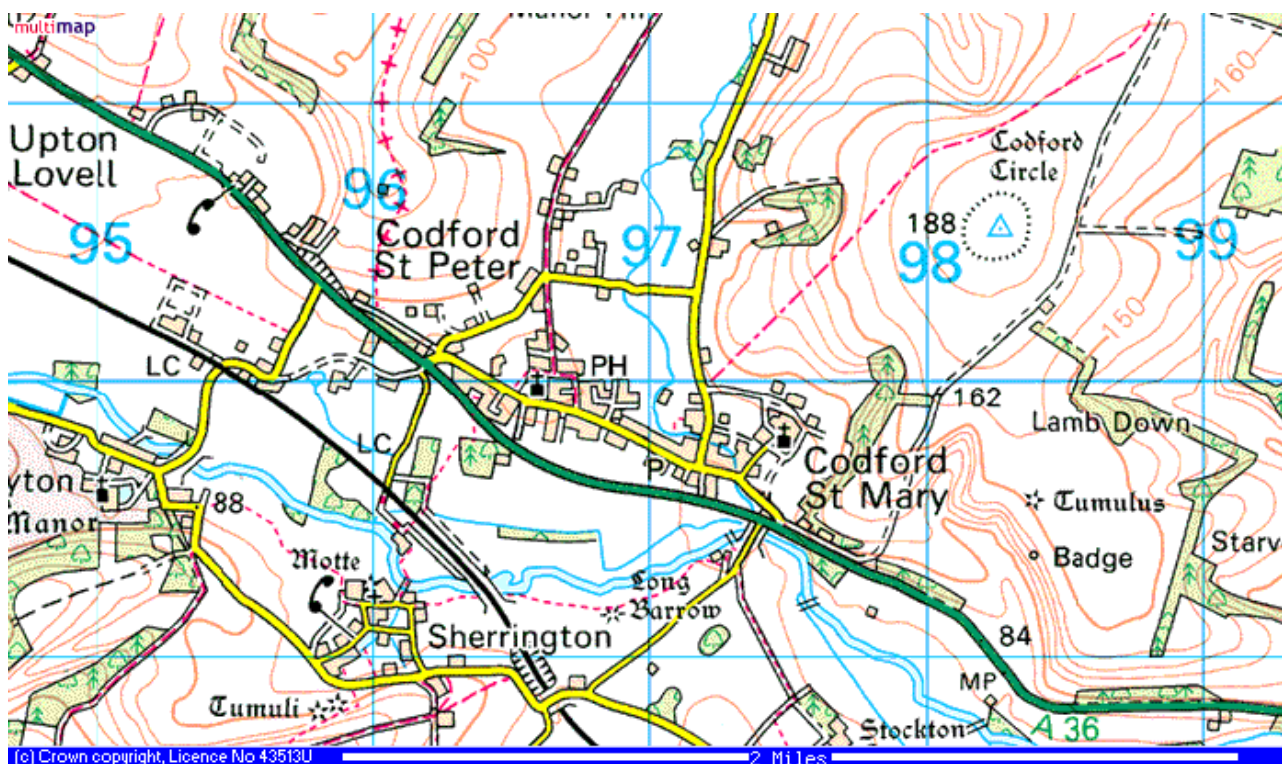 multimap
100
160
Upton
Lovell
Codford
Circle
96
Codford
St Peter
95
97
188
98
99
150
LC
PH
162
Lamb Down
LC
P
Codford
St Mary
yton
Manor
88
Tumulus
Starv
Motte
Badge
Long
Barrow
Sherrington
84
MP
Tumuli
Stockton
A 36
(c) Crown copyright, Licence No 43513U
2 Miles